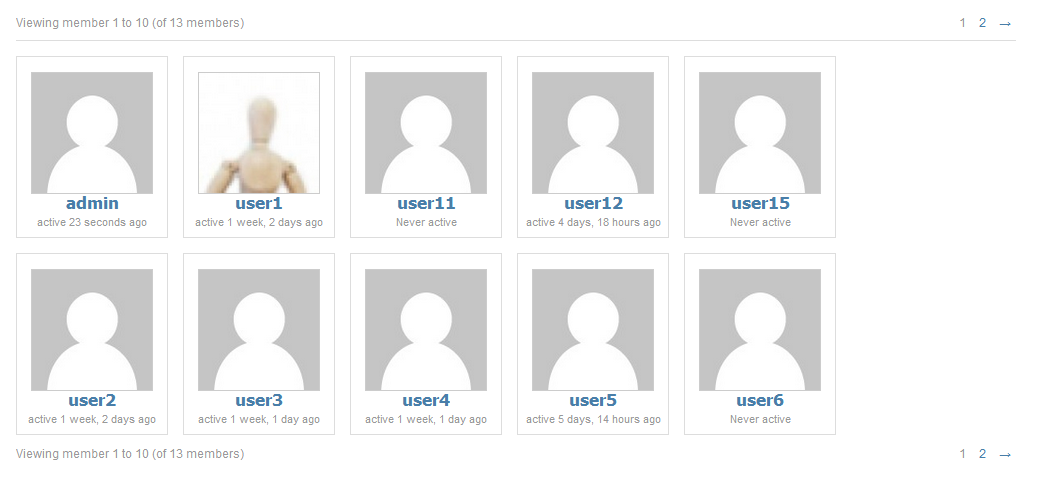 Viewing member 1 to 10 (of 13 members) 1 2 →
admin user1 user11 user12 user15
active 23 seconds ago active 1 week, 2 days ago Never active active 4 days, 18 hours ago Never active
user2 user3 user4 user5 user6
active 1 week, 2 days ago active 1 week, 1 day ago active 1 week, 1 day ago active 5 days, 14 hours ago Never active
Viewing member 1 to 10 (of 13 members) 1 2 →